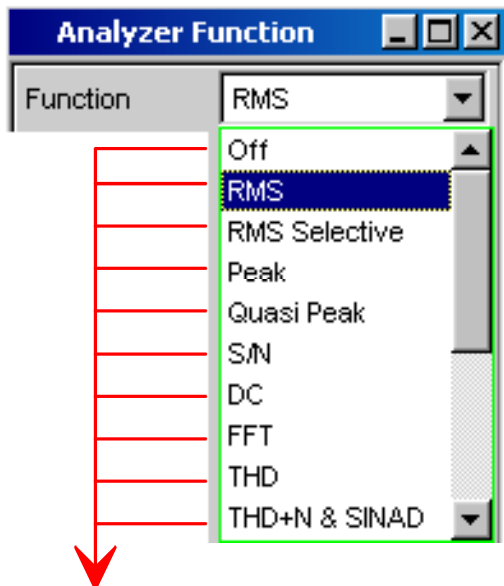 Analyzer Function
Function RMS
Off
RMS
RMS Selective
Peak
Quasi Peak
S/N
DC
FFT
THD
THD+N & SINAD